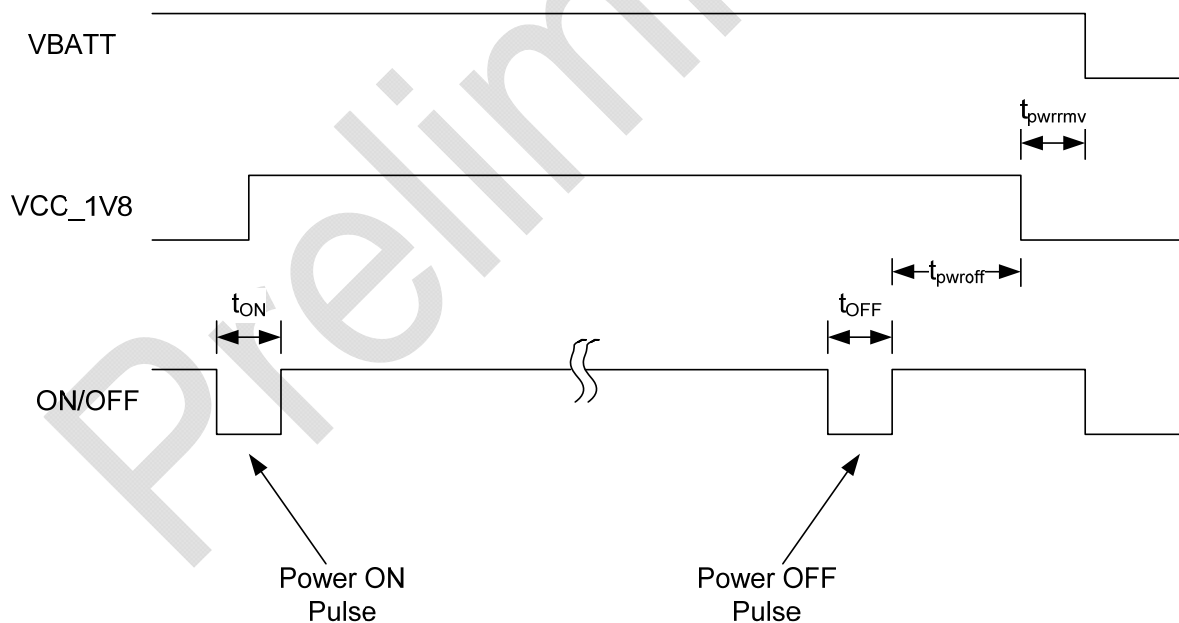 VBATT
tpwrrmv
VCC_1V8
tpwroff
tON
tOFF
ON/OFF
Power ON
Pulse
Power OFF
Pulse
Prelim